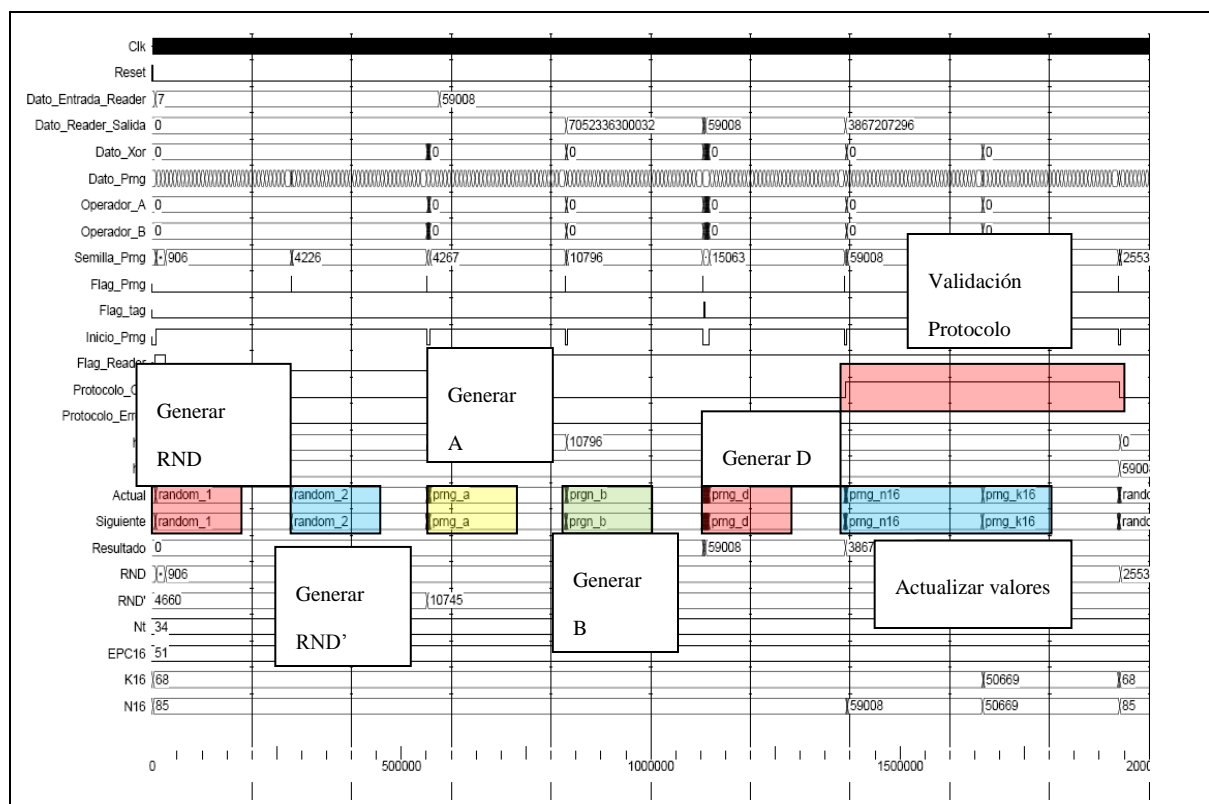 Clk
Reset
Dato_Entrada_Reader 7 59008
Dato_Reader_Salida 0 7052336300032 59008 3867207296
Dato_Xor 0 0 0 0 0 0
Dato_Prng
Operador_A 0 0 0 0 0 0
Operador_B 0 0 0 0 0 0
Semilla_Prng 906 4226 4267 10796 15063 59008 2553
Flag_Prng
Flag_tag
Inicio_Prng
Flag_Reader
Protocolo_
Protocolo_
10796 0
5900
Validación
Protocolo
Generar
RND
Generar
A
Generar D
Actual random_1 random_2 prng_a prgn_b prng_d prng_n16 prng_k16 rando
Siguiente random_1 random_2 prng_a prgn_b prng_d prng_n16 prng_k16 rando
Resultado 0 59008 3867
RND 906 2553
RND' 4660 10745
Generar
RND’
Generar
B
Actualizar valores
Nt 34
EPC16 51
K16 68 50669 68
N16 85 59008 50669 85
0 500000 1000000 1500000 2000